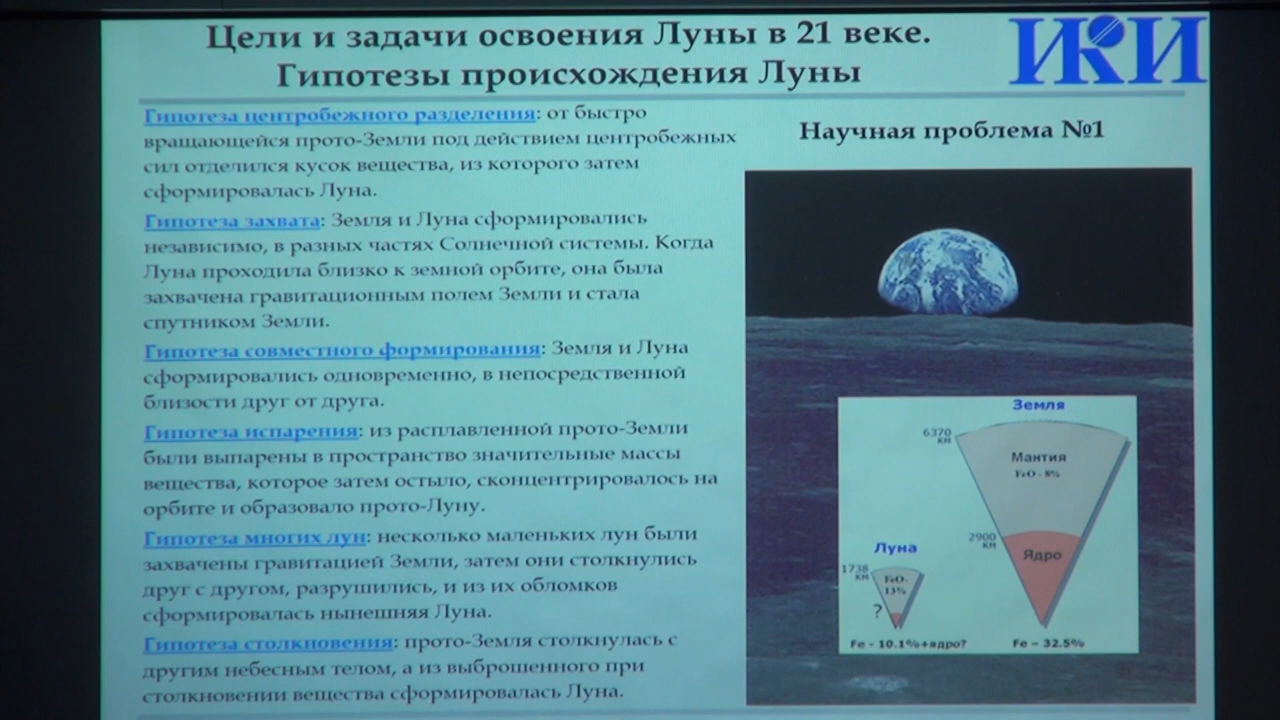 Цели и задачи освоения Луны в 21 веке.
Гипотезы происхождения Луны
ИКИ
Гипотеза центробежного разделения: от быстро
вращающейся прото-Земли под действием центробежных
сил отделился кусок вещества, из которого затем
сформировалась Луна.
Гипотеза захвата: Земля и Луна сформировались
независимо, в разных частях Солнечной системы. Когда
Луна проходила близко к земной орбите, она была
захвачена гравитационным полем Земли и стала
спутником Земли.
Гипотеза совместного формирования: Земля и Луна
сформировались одновременно, в непосредственной
близости друг от друга.
Гипотеза испарения: из расплавленной прото-Земли
были выпарены в пространство значительные массы
вещества, которое затем остыло, сконцентрировалось на
орбите и образовало прото-Луну.
Гипотеза многих лун: несколько маленьких лун были
захвачены гравитацией Земли, затем они столкнулись
друг с другом, разрушились, и из их обломков
сформировалась нынешняя Луна.
Гипотеза столкновения: прото-Земля столкнулась с
другим небесным телом, а из выброшенного при
столкновении вещества сформировалась Луна.
Научная проблема №1
Земля
6370
км
Мантия
FeO - 8%
2900
км
Ядро
Луна
1738
км
FeO-
13%
?
Fe - 10.1%+ядро?
Fe - 32.5%